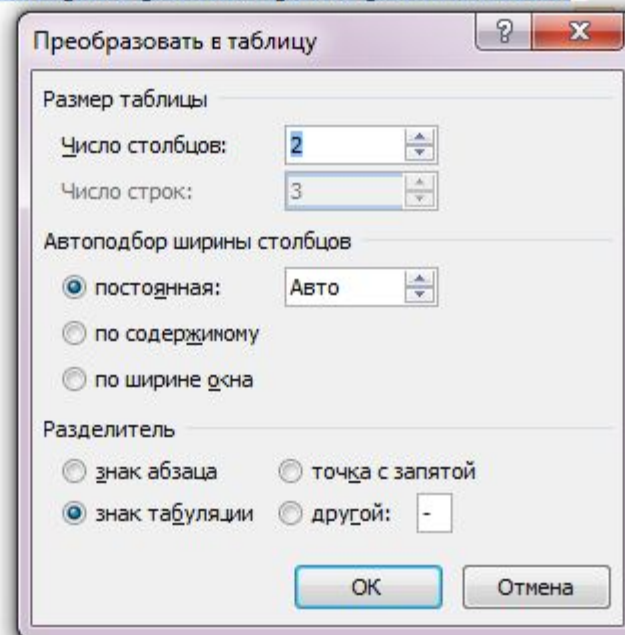 Преобразовать в таблицу
Размер таблицы
Число столбцов: 2
Число строк: 3
Автоподбор ширины столбцов
постоянная: Авто
по содержимому
по ширине окна
Разделитель
знак абзаца точка с запятой
знак табуляции другой: -
ОК Отмена